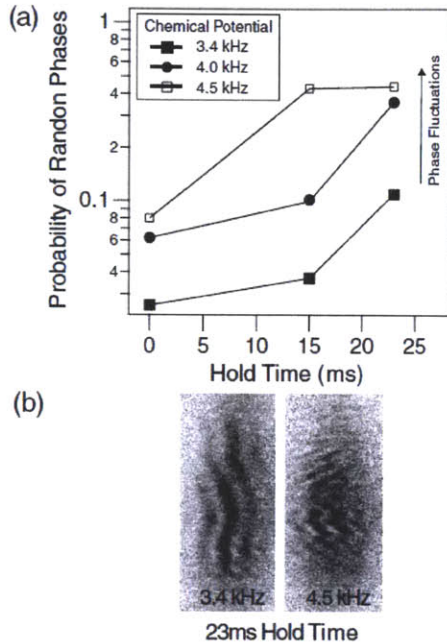 (a)
Probability of Randon Phases
1
4
2
0.1
8
6
4
Chemical Potential
3.4 kHz
4.0 kHz
4.5 kHz
Phase Fluctuations
0 5 10 15 20 25
Hold Time (ms)
(b)
3.4 kHz 4.5 kHz
23ms Hold Time